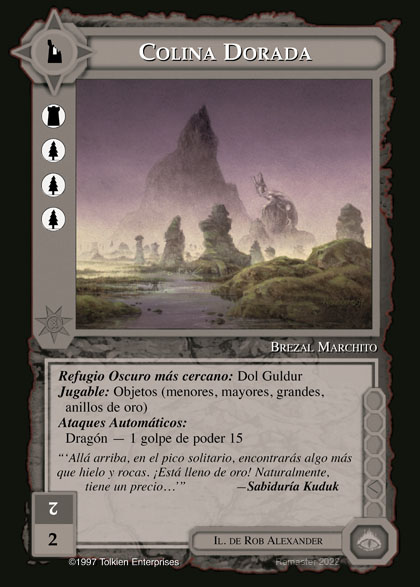 COLINA DORADA
BREZAL MARCHITO
Refugio Oscuro más cercano: Dol Guldur
Jugable: Objetos (menores, mayores, grandes,
anillos de oro)
Ataques Automáticos:
Dragón — 1 golpe de poder 15
“‘Allá arriba, en el pico solitario, encontrarás algo más
que hielo y rocas. ¡Está lleno de oro! Naturalmente,
tiene un precio…’” —Sabiduría Kuduk
2
2
IL. DE ROB ALEXANDER
©1997 Tolkien Enterprises
Remaster 2022